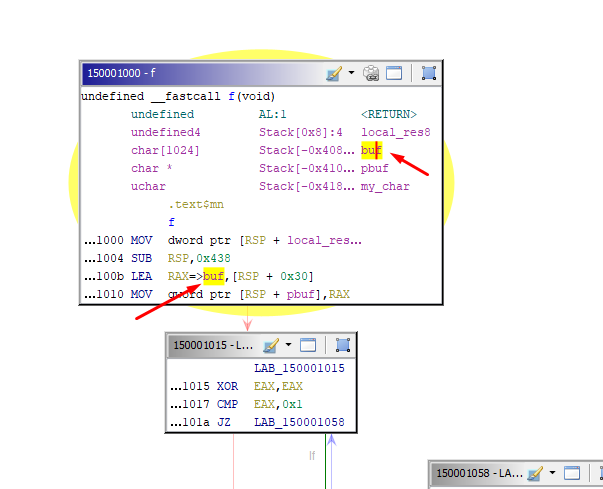 150001000 - f
undefined __fastcall f(void)
undefined AL:1 <RETURN>
undefined4 Stack[0x8]:4 local_res8
char[1024] Stack[-0x408... buf
char * Stack[-0x410... pbuf
uchar Stack[-0x418... my_char
.text$mn
f
...1000 MOV dword ptr [RSP + local_res...
...1004 SUB RSP,0x438
...100b LEA RAX=>buf,[RSP + 0x30]
...1010 MOV qword ptr [RSP + pbuf],RAX
150001015 - L...
LAB_150001015
...1015 XOR EAX,EAX
...1017 CMP EAX,0x1
...101a JZ LAB_150001058
If
150001058 - LA...